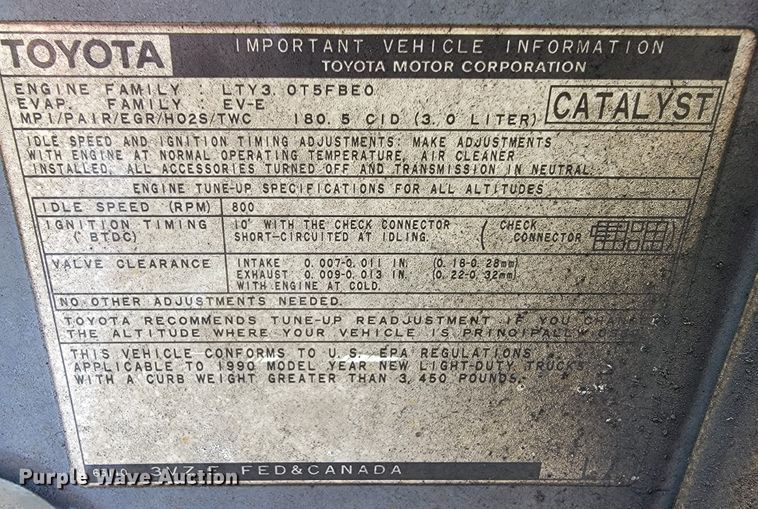 TOYOTA
IMPORTANT VEHICLE INFORMATION
TOYOTA MOTOR CORPORATION
ENGINE FAMILY : LTY3.0T5FBE0
EVAP. FAMILY : EV-E
MPI/PAIR/EGR/HO2S/TWC 180.5 CID (3.0 LITER)
CATALYST
IDLE SPEED AND IGNITION TIMING ADJUSTMENTS: MAKE ADJUSTMENTS
WITH ENGINE AT NORMAL OPERATING TEMPERATURE, AIR CLEANER
INSTALLED, ALL ACCESSORIES TURNED OFF AND TRANSMISSION IN NEUTRAL.
ENGINE TUNE-UP SPECIFICATIONS FOR ALL ALTITUDES
IDLE SPEED (RPM) 800
IGNITION TIMING (°BTDC)
10° WITH THE CHECK CONNECTOR
SHORT-CIRCUITED AT IDLING.
(CHECK
CONNECTOR
VALVE CLEARANCE
INTAKE 0.007-0.011 IN. (0.18-0.28mm)
EXHAUST 0.009-0.013 IN. (0.22-0.32mm)
WITH ENGINE AT COLD.
NO OTHER ADJUSTMENTS NEEDED.
TOYOTA RECOMMENDS TUNE-UP READJUSTMENT IF YOU
THE ALTITUDE WHERE YOUR VEHICLE IS PRINCIPALLY
THIS VEHICLE CONFORMS TO U.S. EPA REGULATIONS
APPLICABLE TO 1990 MODEL YEAR NEW LIGHT-DUTY TRUCKS
WITH A CURB WEIGHT GREATER THAN 3,450 POUNDS.
3VZ-E FED&CANADA
Purple Wave Auction